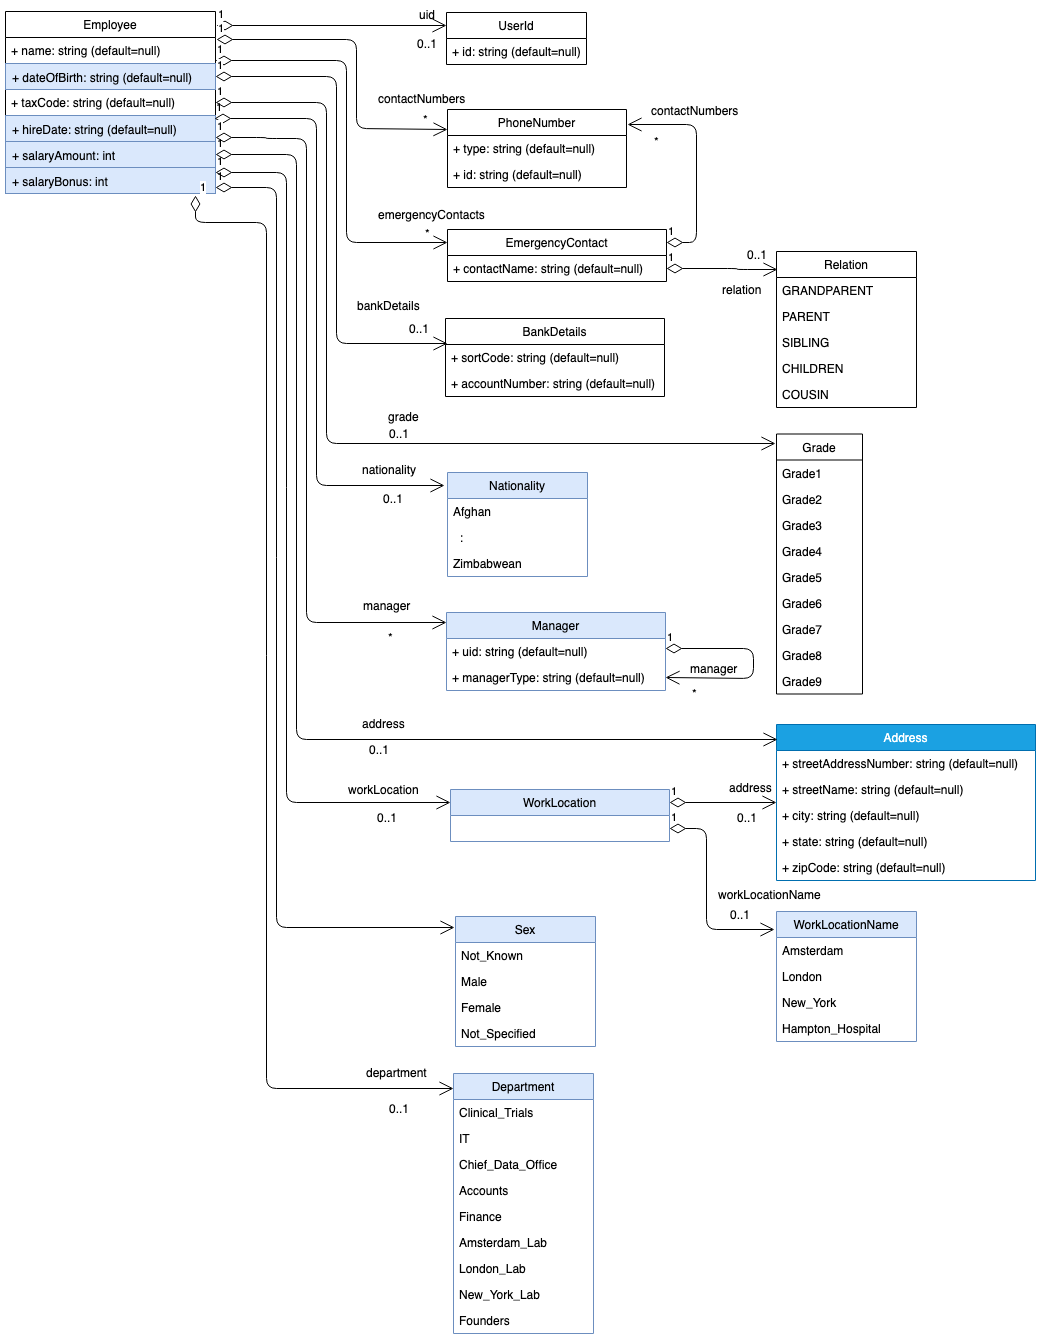 Employee
+ name: string (default=null)
+ dateOfBirth: string (default=null)
+ taxCode: string (default=null)
+ hireDate: string (default=null)
+ salaryAmount: int
+ salaryBonus: int
1
1
1
1
1
1
1
1
1
1
1
uid
0..1
UserId
+ id: string (default=null)
contactNumbers
*
PhoneNumber
+ type: string (default=null)
+ id: string (default=null)
contactNumbers
*
emergencyContacts
*
EmergencyContact
+ contactName: string (default=null)
1
1
0..1
relation
Relation
GRANDPARENT
PARENT
SIBLING
CHILDREN
COUSIN
bankDetails
0..1
BankDetails
+ sortCode: string (default=null)
+ accountNumber: string (default=null)
grade
0..1
Grade
Grade1
Grade2
Grade3
Grade4
Grade5
Grade6
Grade7
Grade8
Grade9
nationality
0..1
Nationality
Afghan
:
Zimbabwean
manager
*
Manager
+ uid: string (default=null)
+ managerType: string (default=null)
1
manager
*
address
0..1
Address
+ streetAddressNumber: string (default=null)
+ streetName: string (default=null)
+ city: string (default=null)
+ state: string (default=null)
+ zipCode: string (default=null)
workLocation
0..1
WorkLocation
1
address
0..1
1
workLocationName
0..1
WorkLocationName
Amsterdam
London
New_York
Hampton_Hospital
Sex
Not_Known
Male
Female
Not_Specified
department
0..1
Department
Clinical_Trials
IT
Chief_Data_Office
Accounts
Finance
Amsterdam_Lab
London_Lab
New_York_Lab
Founders